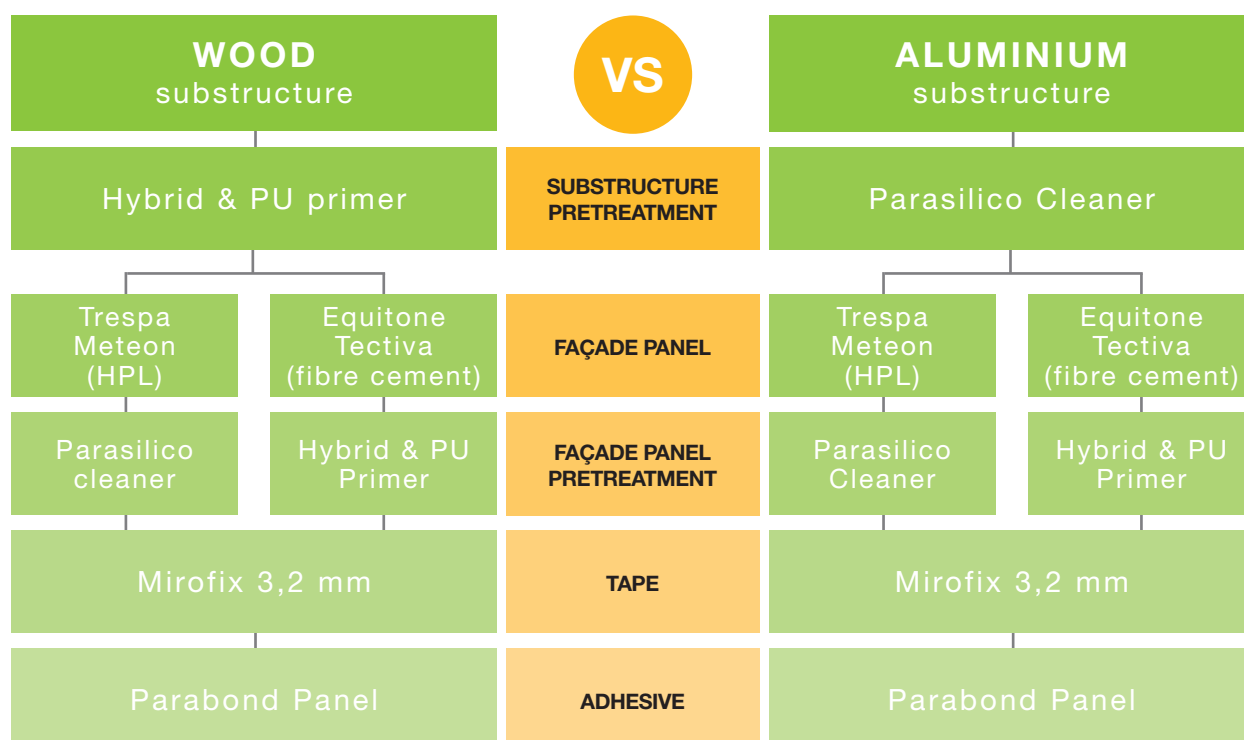 WOOD
substructure
VS
ALUMINIUM
substructure
Hybrid & PU primer
SUBSTRUCTURE
PRETREATMENT
Parasilico Cleaner
Trespa
Meteon
(HPL)
Equitone
Tectiva
(fibre cement)
FAÇADE PANEL
Trespa
Meteon
(HPL)
Equitone
Tectiva
(fibre cement)
Parasilico
cleaner
Hybrid & PU
Primer
FAÇADE PANEL
PRETREATMENT
Parasilico
Cleaner
Hybrid & PU
Primer
Mirofix 3,2 mm
TAPE
Mirofix 3,2 mm
Parabond Panel
ADHESIVE
Parabond Panel